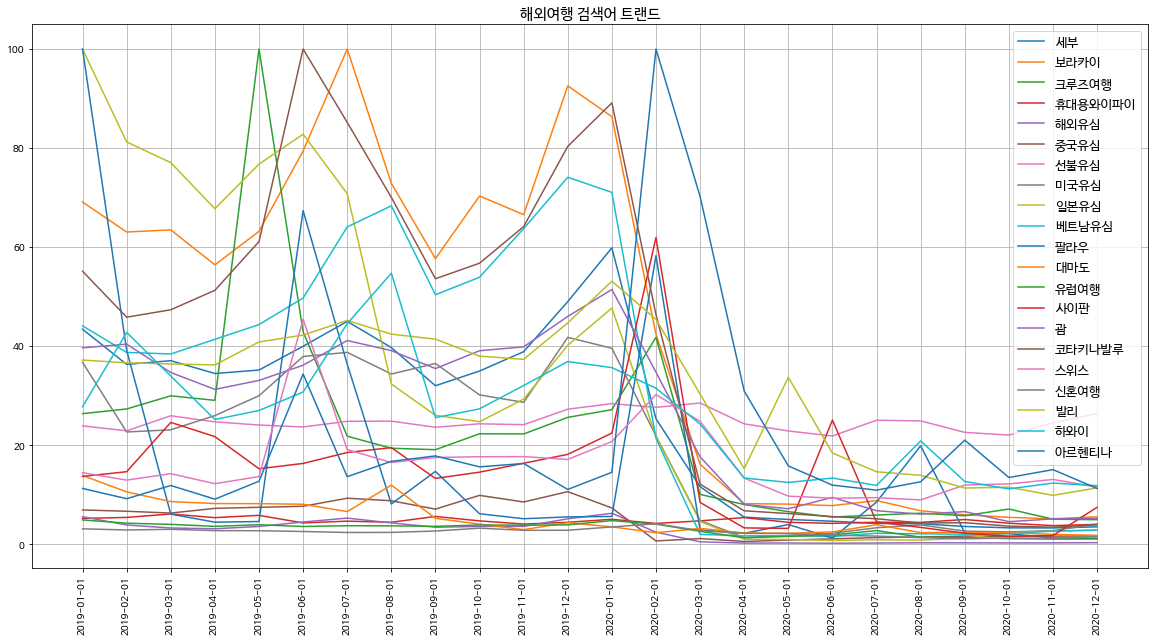 해외여행 검색어 트랜드
100
80
60
40
20
0
세부
보라카이
크루즈여행
휴대용와이파이
해외유심
중국유심
선불유심
미국유심
일본유심
베트남유심
팔라우
대마도
유럽여행
사이판
괌
코타키나발루
스위스
신혼여행
발리
하와이
아르헨티나
2019-01-01
2019-02-01
2019-03-01
2019-04-01
2019-05-01
2019-06-01
2019-07-01
2019-08-01
2019-09-01
2019-10-01
2019-11-01
2019-12-01
2020-01-01
2020-02-01
2020-03-01
2020-04-01
2020-05-01
2020-06-01
2020-07-01
2020-08-01
2020-09-01
2020-10-01
2020-11-01
2020-12-01